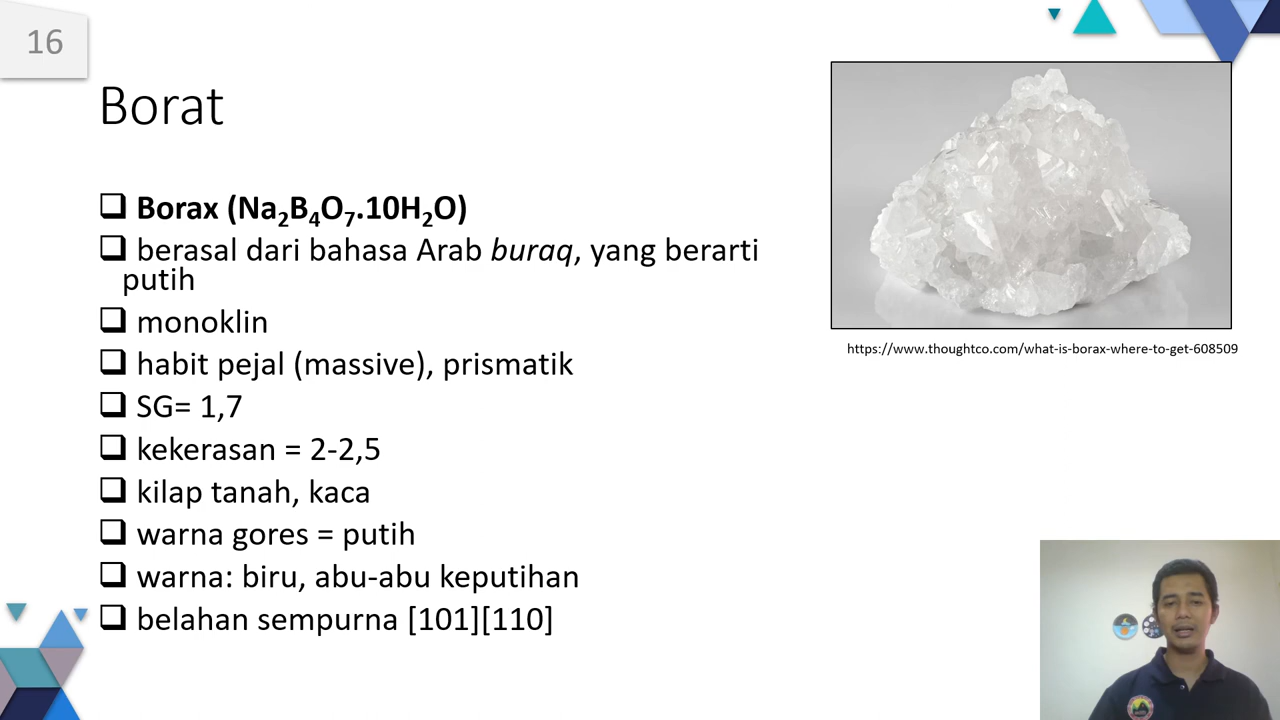 16
Borat
❑ Borax (Na₂B₄O₇.10H₂O)
❑ berasal dari bahasa Arab buraq, yang berarti
putih
❑ monoklin
❑ habit pejal (massive), prismatik
❑ SG= 1,7
❑ kekerasan = 2-2,5
❑ kilap tanah, kaca
❑ warna gores = putih
❑ warna: biru, abu-abu keputihan
❑ belahan sempurna [101][110]
https://www.thoughtco.com/what-is-borax-where-to-get-608509